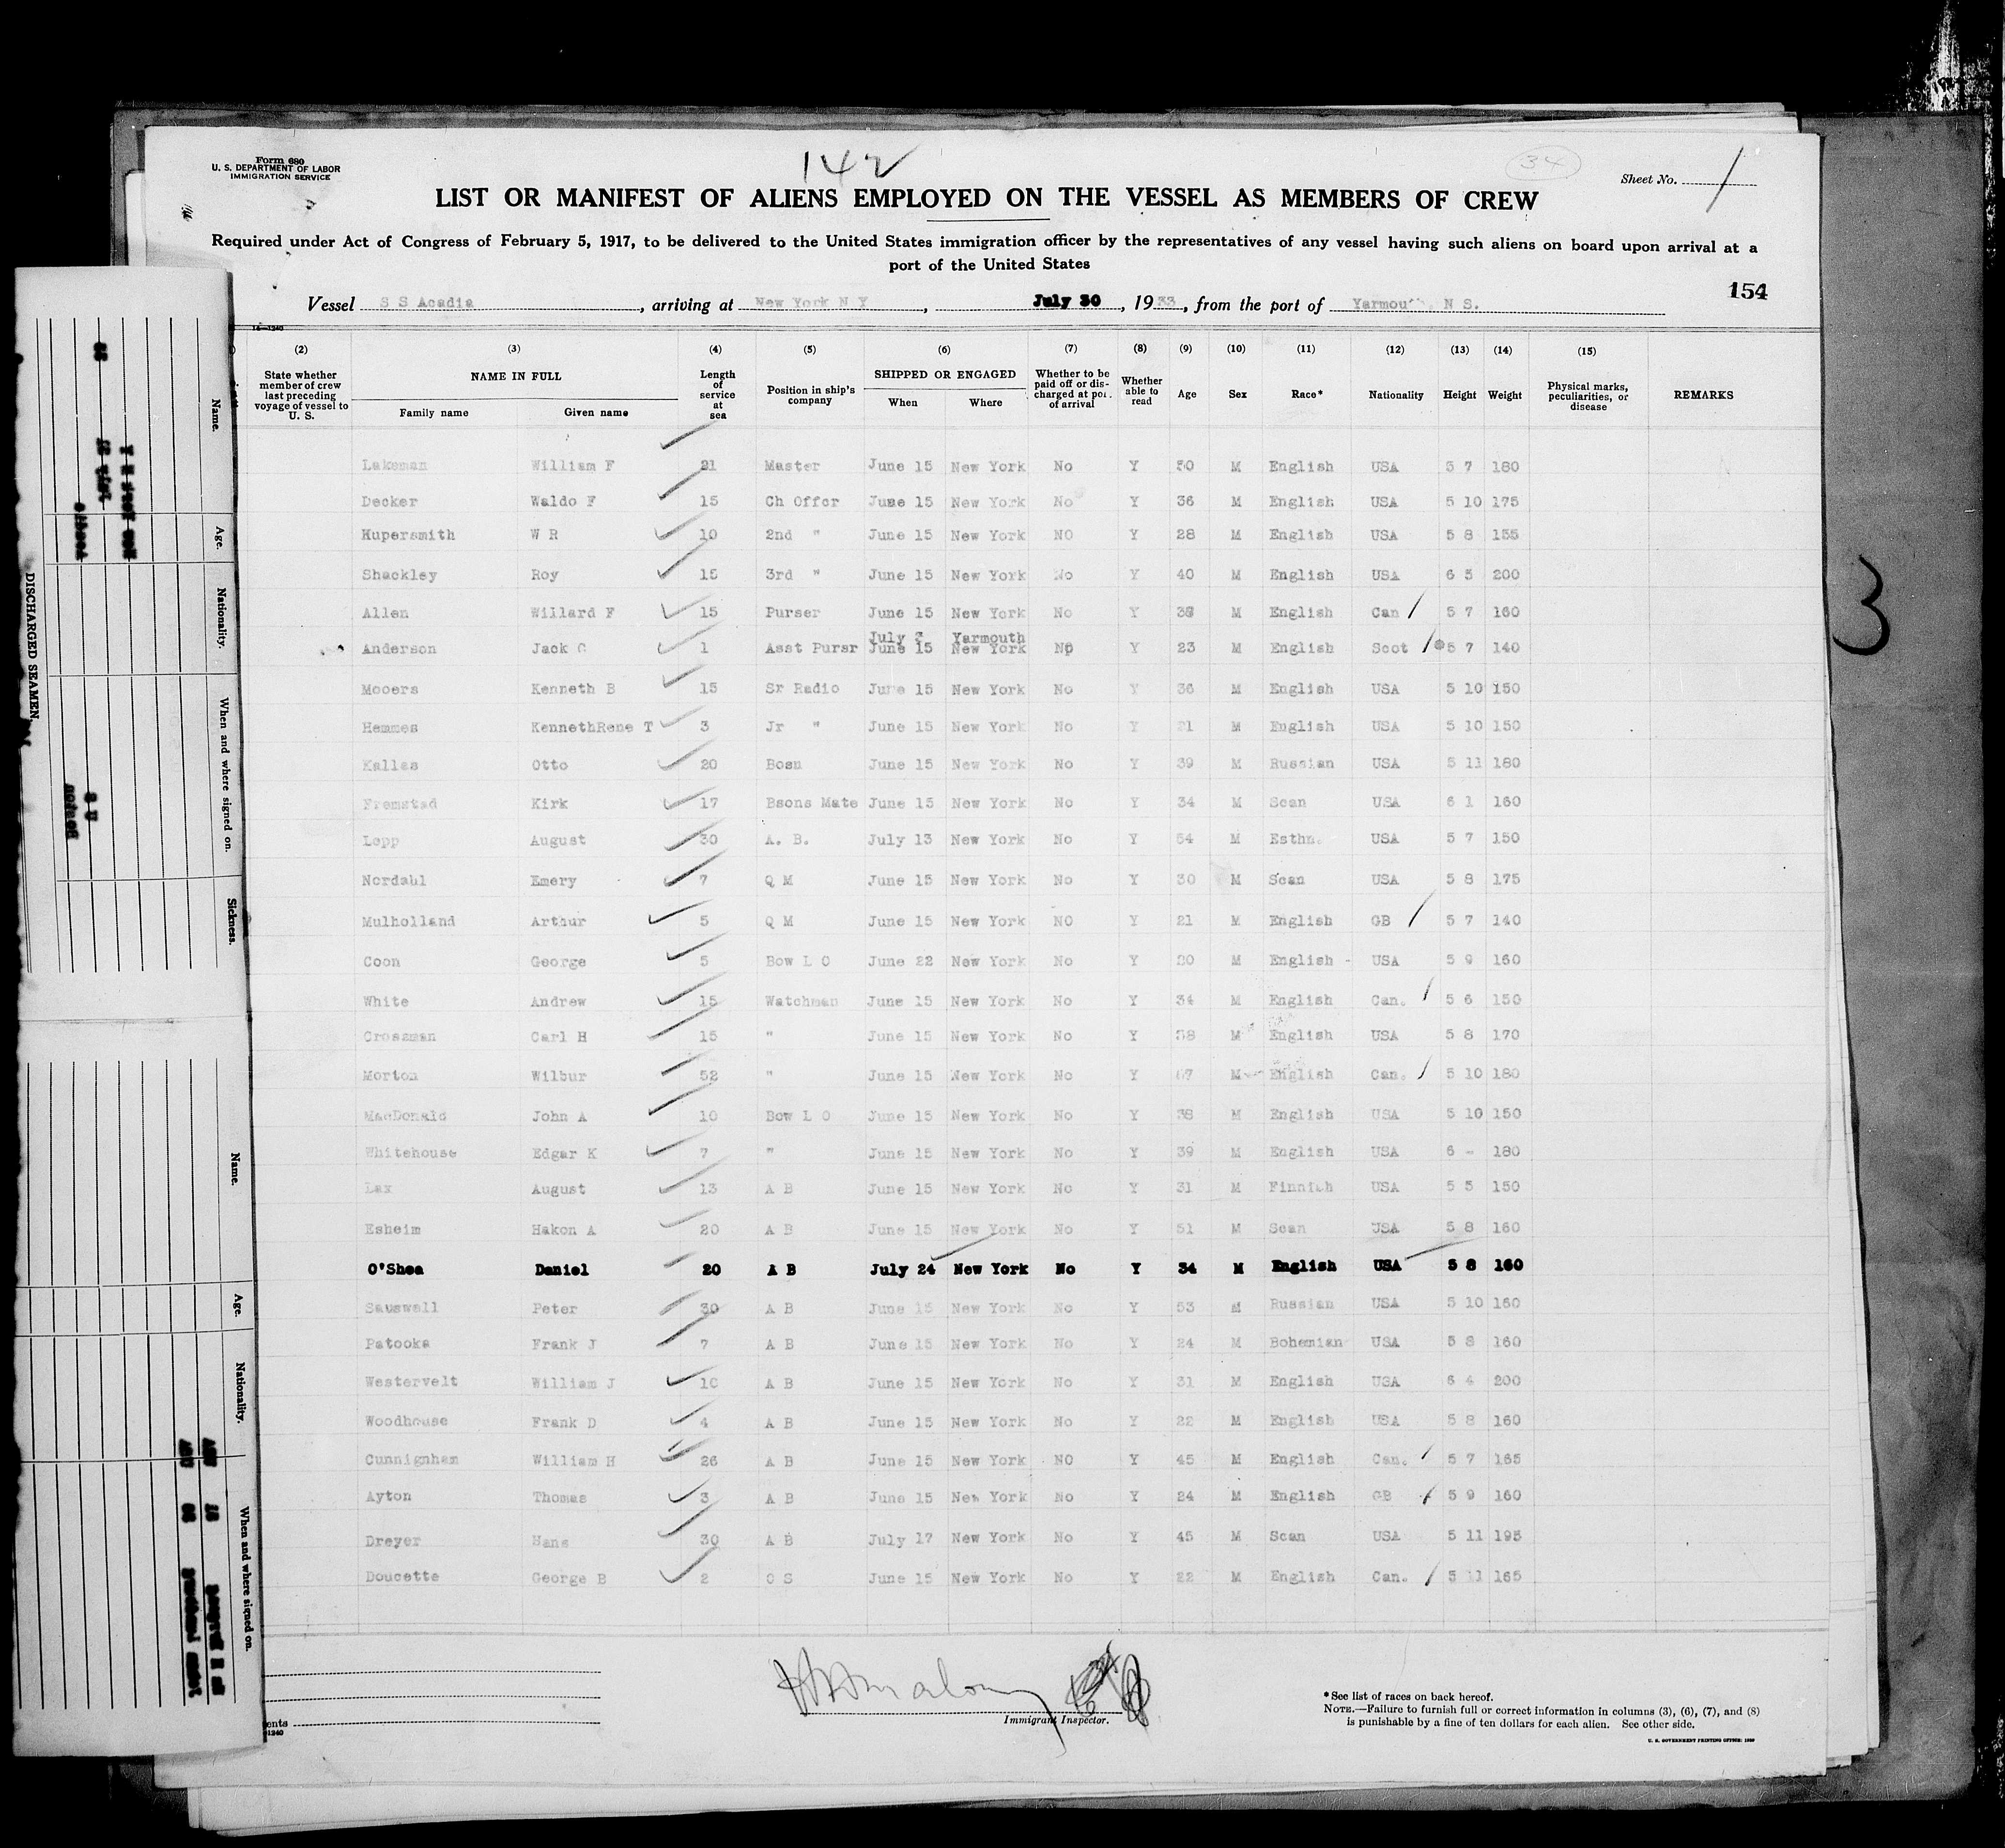 Form 680
U. S. DEPARTMENT OF LABOR
IMMIGRATION SERVICE
142
34
Sheet No. 1
LIST OR MANIFEST OF ALIENS EMPLOYED ON THE VESSEL AS MEMBERS OF CREW
Required under Act of Congress of February 5, 1917, to be delivered to the United States immigration officer by the representatives of any vessel having such aliens on board upon arrival at a
port of the United States
154
Vessel S S Acadia, arriving at New York N Y, July 30, 1933, from the port of Yarmouth N S.
(2) (3) (4) (5) (6) (7) (8) (9) (10) (11) (12) (13) (14) (15)
State whether member of crew last preceding voyage of vessel to U. S. NAME IN FULL Family name Given name Length of service at sea Position in ship's company SHIPPED OR ENGAGED When Where Whether to be paid off or discharged at port of arrival Whether able to read Age Sex Race* Nationality Height Weight Physical marks, peculiarities, or disease REMARKS
Lakeman William F 21 Master June 15 New York No Y 50 M English USA 5 7 180
Decker Waldo F 15 Ch Offcr June 15 New York No Y 36 M English USA 5 10 175
Hupersmith W R 10 2nd " June 15 New York NO Y 28 M English USA 5 8 155
Shackley Roy 15 3rd " June 15 New York No Y 40 M English USA 6 5 200
Allen Willard F 15 Purser June 15 New York No Y 38 M English Can 5 7 160
July 3 Yarmouth
Anderson Jack C 1 Asst Pursr June 15 New York No Y 23 M English Scot 5 7 140
Mooers Kenneth B 15 Sr Radio June 15 New York No Y 36 M English USA 5 10 150
Hemmes KennethRene T 3 Jr " June 15 New York No Y 21 M English USA 5 10 150
Kallas Otto 20 Bosn June 15 New York No Y 39 M Russian USA 5 11 180
Fremstad Kirk 17 Bsons Mate June 15 New York No Y 34 M Scan USA 6 1 160
Lopp August 30 A. B. July 13 New York No Y 54 M Esthn. USA 5 7 150
Nordahl Emery 7 Q M June 15 New York No Y 30 M Scan USA 5 8 175
Mulholland Arthur 5 Q M June 15 New York NO Y 21 M English GB 5 7 140
Coon George 5 Bow L O June 22 New York No Y 20 M English - USA 5 9 160
White Andrew 15 Watchman June 15 New York No Y 34 M English Can. 5 6 150
Crossman Carl H 15 " June 15 New York No Y 38 M English USA 5 8 170
Morton Wilbur 52 " June 15 New York No Y 67 M English Can. 5 10 180
MacDonald John A 10 Bow L O June 15 New York No Y 38 M English USA 5 10 150
Whitehouse Edgar K 7 " June 15 New York No Y 39 M English USA 6 - 180
Lax August 13 A B June 15 New York No Y 31 M Finnish USA 5 5 150
Esheim Hakon A 20 A B June 15 New York No Y 51 M Scan USA 5 8 160
O'Shea Daniel 20 A B July 24 New York No Y 34 M English USA 5 8 160
Sauswell Peter 30 A B June 15 New York No Y 53 M Russian USA 5 10 160
Patooka Frank J 7 A B June 15 New York No Y 24 M Bohemian USA 5 8 160
Westervelt William J 10 A B June 15 New York No Y 31 M English USA 6 4 200
Woodhouse Frank D 4 A B June 15 New York No Y 22 M English USA 5 8 160
Cunnignham William H 26 A B June 15 New York NO Y 45 M English Can. 5 7 165
Ayton Thomas 3 A B June 15 New York No Y 24 M English GB 5 9 160
Dreyer Hans 30 A B July 17 New York No Y 45 M Scan USA 5 11 195
Doucette George B 2 O S June 15 New York No Y 22 M English Can. 5 11 165
Immigrant Inspector.
*See list of races on back hereof.
NOTE.—Failure to furnish full or correct information in columns (3), (6), (7), and (8)
is punishable by a fine of ten dollars for each alien. See other side.
U. S. GOVERNMENT PRINTING OFFICE: 1930
3
DISCHARGED SEAMEN.
Name.
Age.
Nationality.
When and where signed on.
Sickness.
Name.
Age.
Nationality.
When and where signed on.